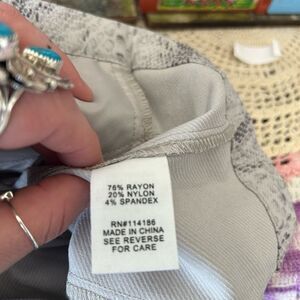 76% RAYON
20% NYLON
4% SPANDEX
RN#114186
MADE IN CHINA
SEE REVERSE
FOR CARE